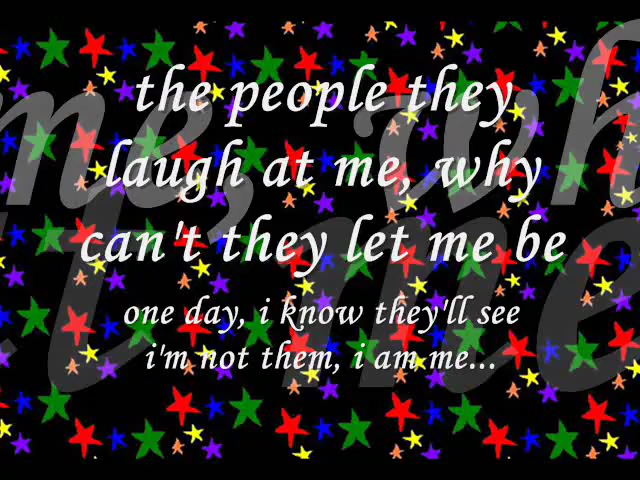 the people they
laugh at me, why
can't they let me be
one day, i know they'll see
i'm not them, i am me...